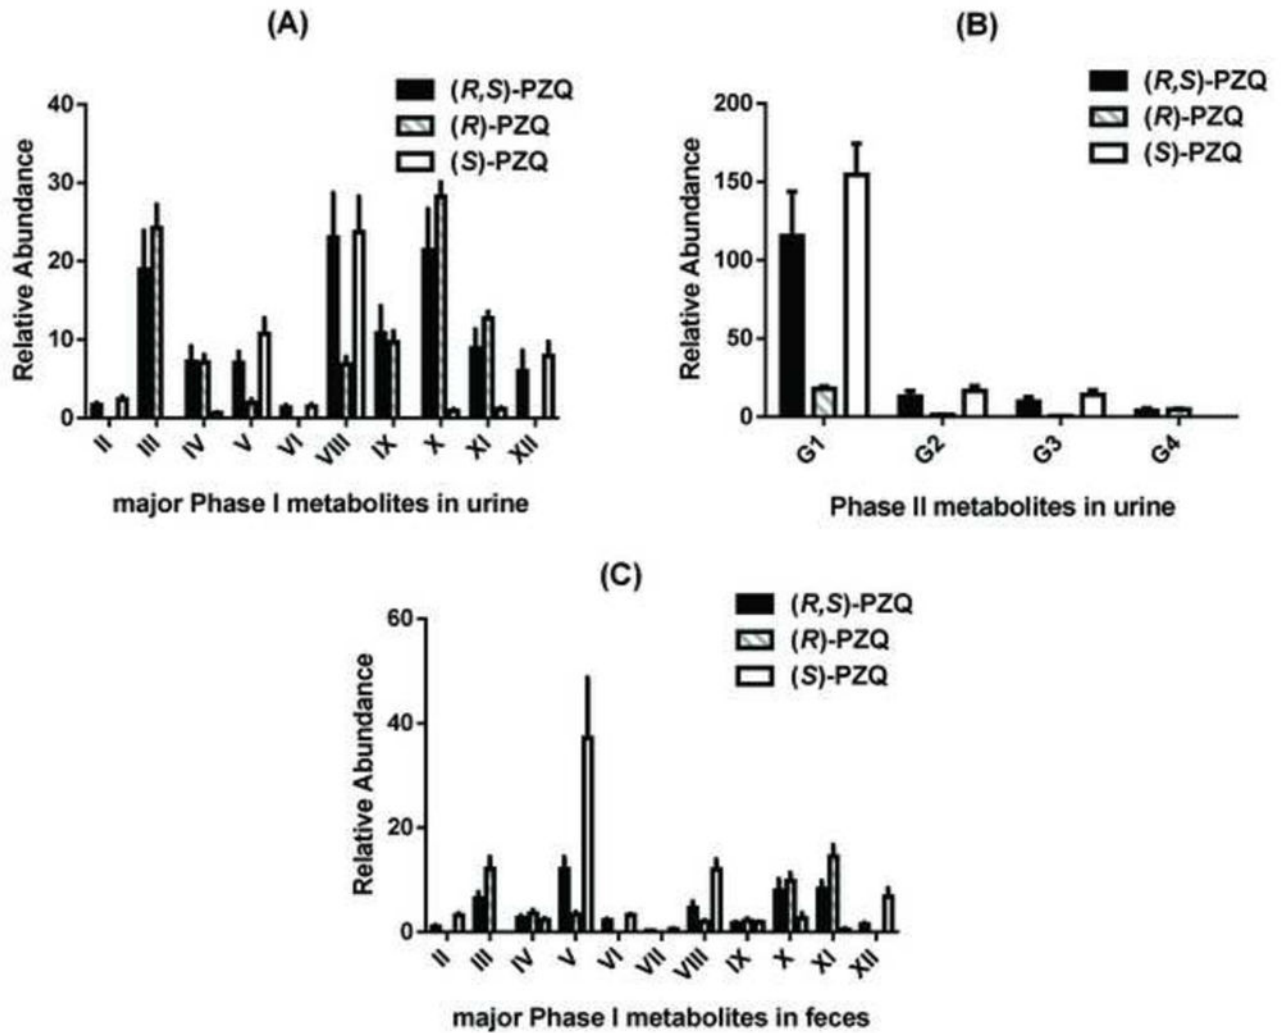 (A)
40
30
20
10
0
Relative Abundance
(R,S)-PZQ
(R)-PZQ
(S)-PZQ
II III IV V VI VIII IX X XI XII
major Phase I metabolites in urine
(B)
200
150
100
50
0
Relative Abundance
(R,S)-PZQ
(R)-PZQ
(S)-PZQ
G1 G2 G3 G4
Phase II metabolites in urine
(C)
60
40
20
0
Relative Abundance
(R,S)-PZQ
(R)-PZQ
(S)-PZQ
II III IV V VI VII VIII IX X XI XII
major Phase I metabolites in feces